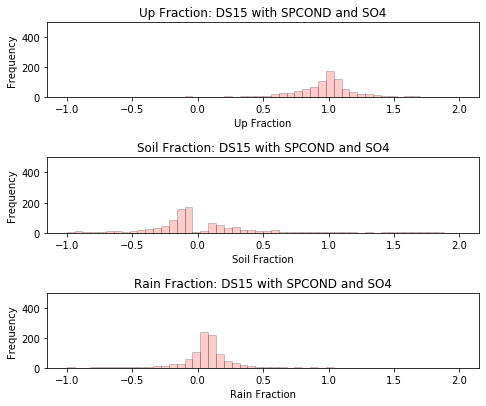 Up Fraction: DS15 with SPCOND and SO4
400
200
0
Frequency
-1.0 -0.5 0.0 0.5 1.0 1.5 2.0
Up Fraction
Soil Fraction: DS15 with SPCOND and SO4
400
200
0
Frequency
-1.0 -0.5 0.0 0.5 1.0 1.5 2.0
Soil Fraction
Rain Fraction: DS15 with SPCOND and SO4
400
200
0
Frequency
-1.0 -0.5 0.0 0.5 1.0 1.5 2.0
Rain Fraction